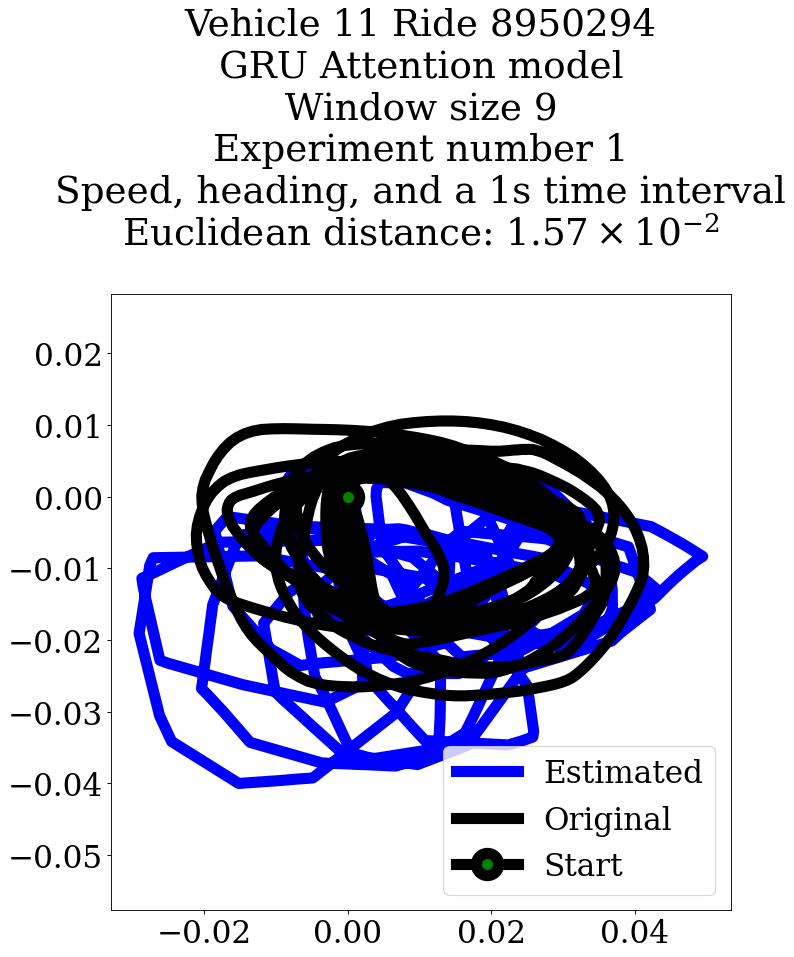 Vehicle 11 Ride 8950294
GRU Attention model
Window size 9
Experiment number 1
Speed, heading, and a 1s time interval
Euclidean distance: 1.57 × 10⁻²
0.02
0.01
0.00
−0.01
−0.02
−0.03
−0.04
−0.05
Estimated
Original
Start
−0.02 0.00 0.02 0.04